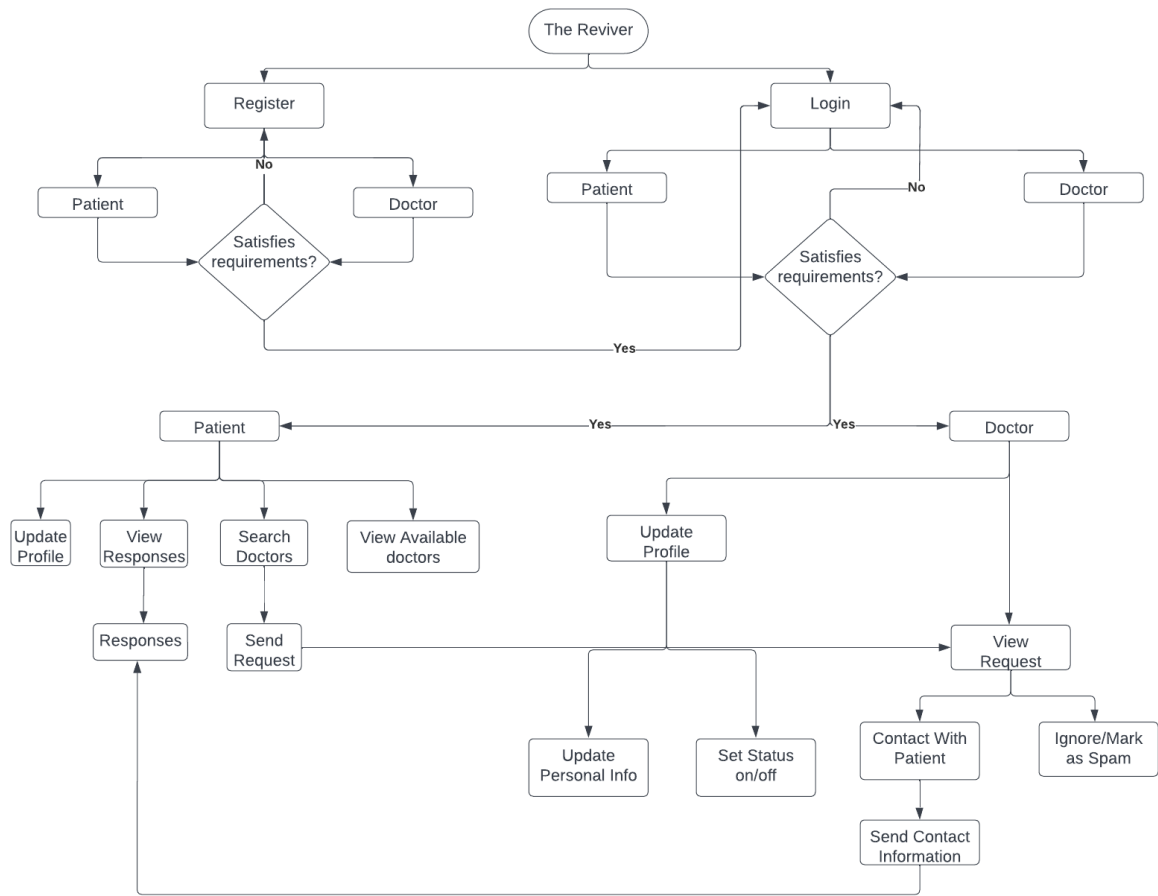 The Reviver
Register
Login
No
Patient
Doctor
Patient
No
Doctor
Satisfies
requirements?
Satisfies
requirements?
Yes
Patient
Yes
Yes
Doctor
Update
Profile
View
Responses
Search
Doctors
View Available
doctors
Update
Profile
Responses
Send
Request
View
Request
Update
Personal Info
Set Status
on/off
Contact With
Patient
Ignore/Mark
as Spam
Send Contact
Information